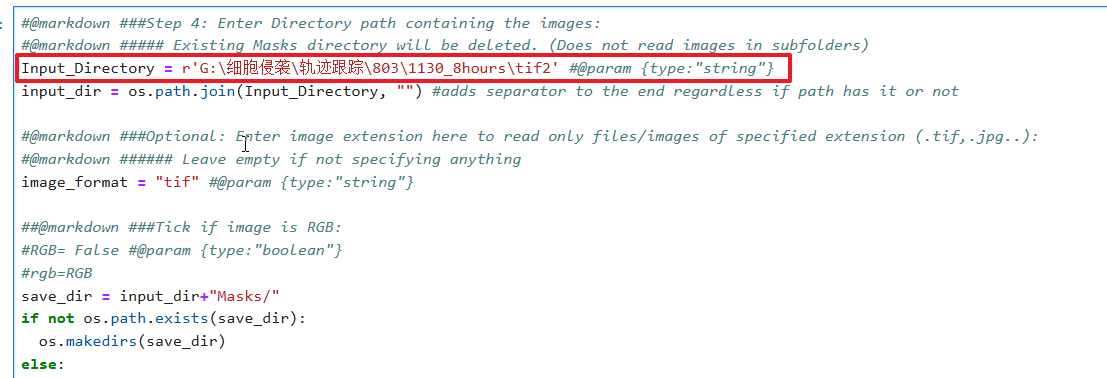 :
#@markdown ###Step 4: Enter Directory path containing the images:
#@markdown ##### Existing Masks directory will be deleted. (Does not read images in subfolders)
Input_Directory = r'G:\细胞侵袭\轨迹跟踪\803\1130_8hours\tif2' #@param {type:"string"}
input_dir = os.path.join(Input_Directory, "") #adds separator to the end regardless if path has it or not
#@markdown ###Optional: Enter image extension here to read only files/images of specified extension (.tif,.jpg..):
#@markdown ###### Leave empty if not specifying anything
image_format = "tif" #@param {type:"string"}
##@markdown ###Tick if image is RGB:
#RGB= False #@param {type:"boolean"}
#rgb=RGB
save_dir = input_dir+"Masks/"
if not os.path.exists(save_dir):
os.makedirs(save_dir)
else: